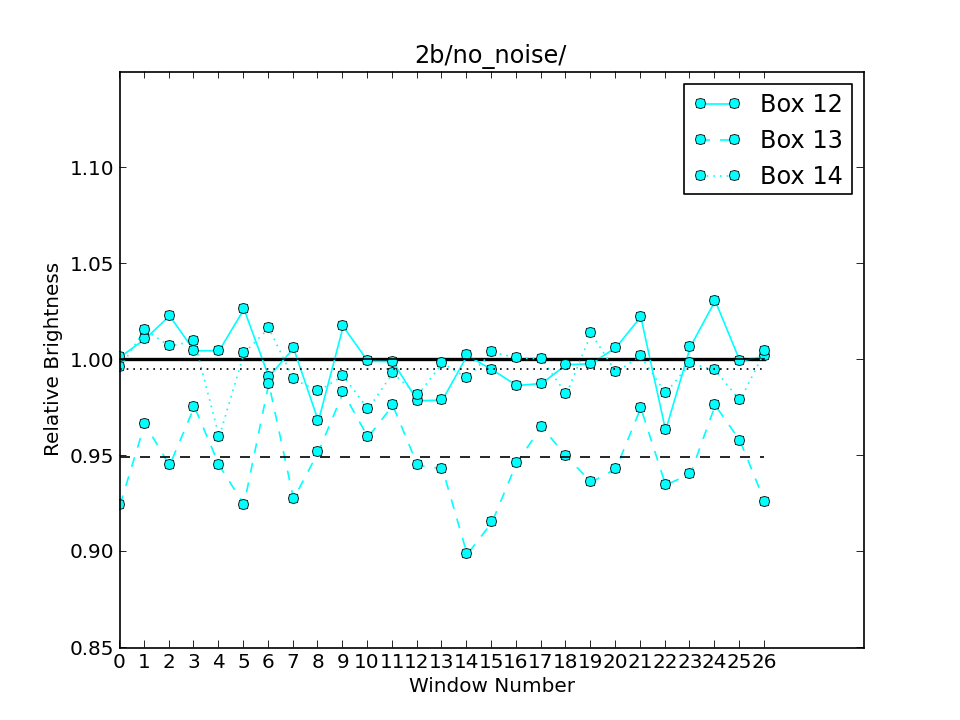 2b/no_noise/
Box 12
Box 13
Box 14
1.10
1.05
1.00
0.95
0.90
0.85
Relative Brightness
0 1 2 3 4 5 6 7 8 9 10 11 12 13 14 15 16 17 18 19 20 21 22 23 24 25 26
Window Number